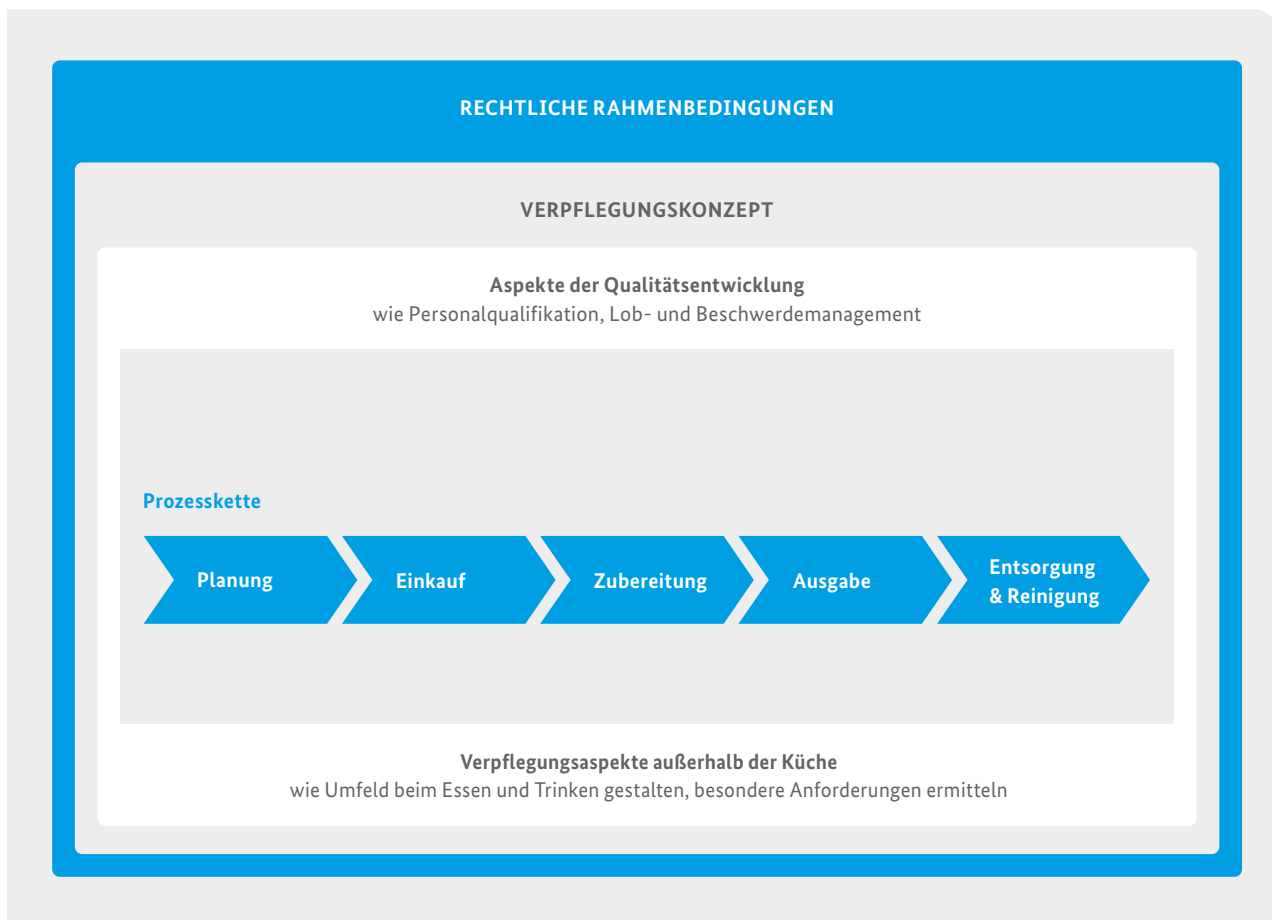 RECHTLICHE RAHMENBEDINGUNGEN
VERPFLEGUNGSKONZEPT
Aspekte der Qualitätsentwicklung
wie Personalqualifikation, Lob- und Beschwerdemanagement
Prozesskette
Planung
Einkauf
Zubereitung
Ausgabe
Entsorgung
& Reinigung
Verpflegungsaspekte außerhalb der Küche
wie Umfeld beim Essen und Trinken gestalten, besondere Anforderungen ermitteln